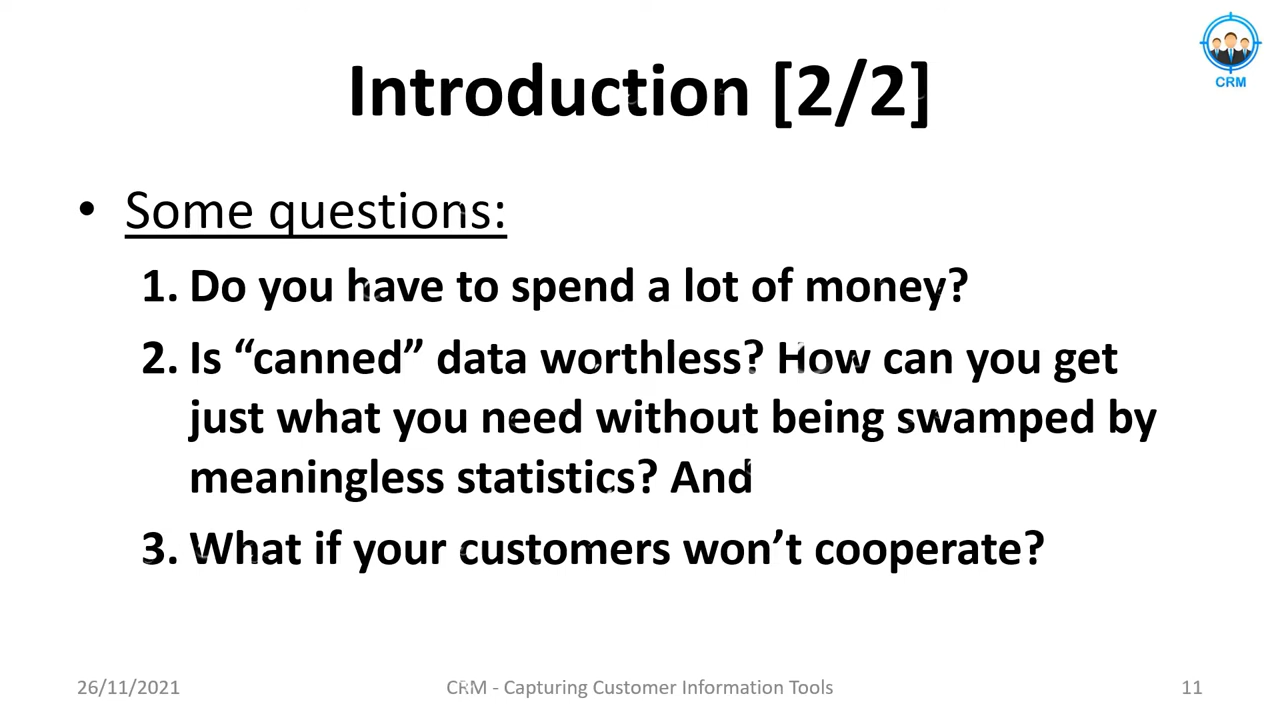 CRM
Introduction [2/2]
• Some questions:
1. Do you have to spend a lot of money?
2. Is “canned” data worthless? How can you get
just what you need without being swamped by
meaningless statistics? And
3. What if your customers won’t cooperate?
26/11/2021 CRM - Capturing Customer Information Tools 11